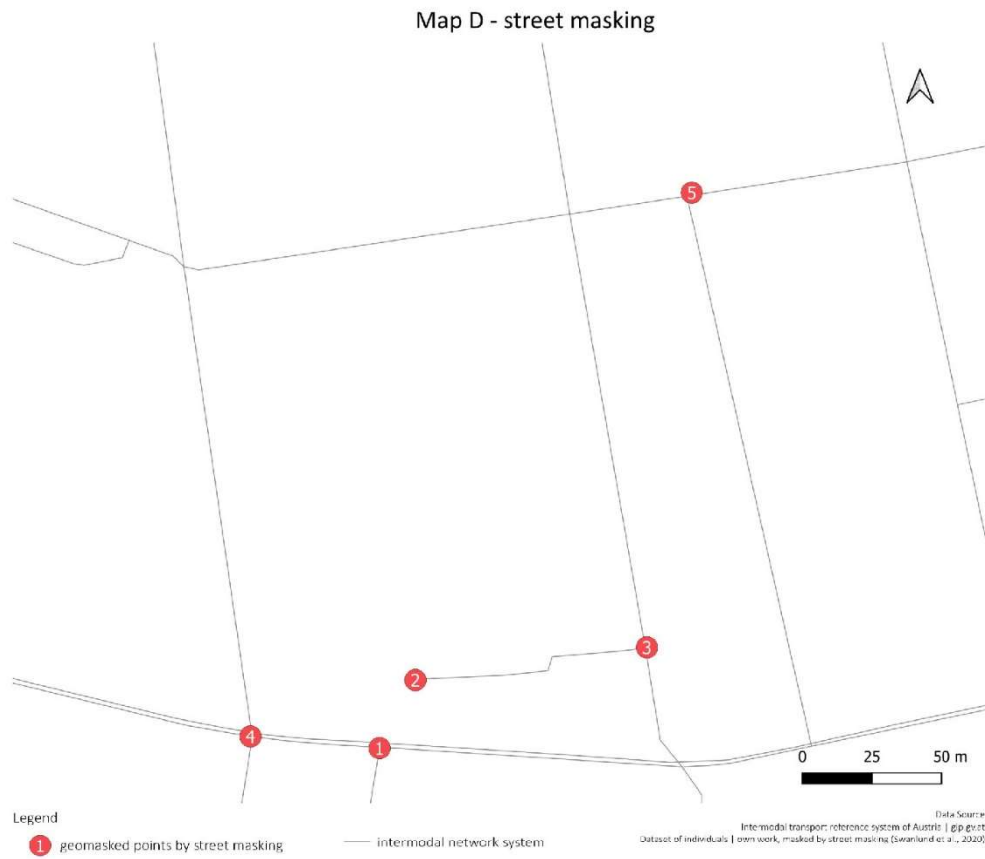 Map D - street masking
5
3
2
4
1
0 25 50 m
Legend
1 geomasked points by street masking
intermodal network system
Data Source
Intermodal transport reference system of Austria | gip.gv.at
Dataset of individuals | own work, masked by street masking (Swanlund et al., 2020)